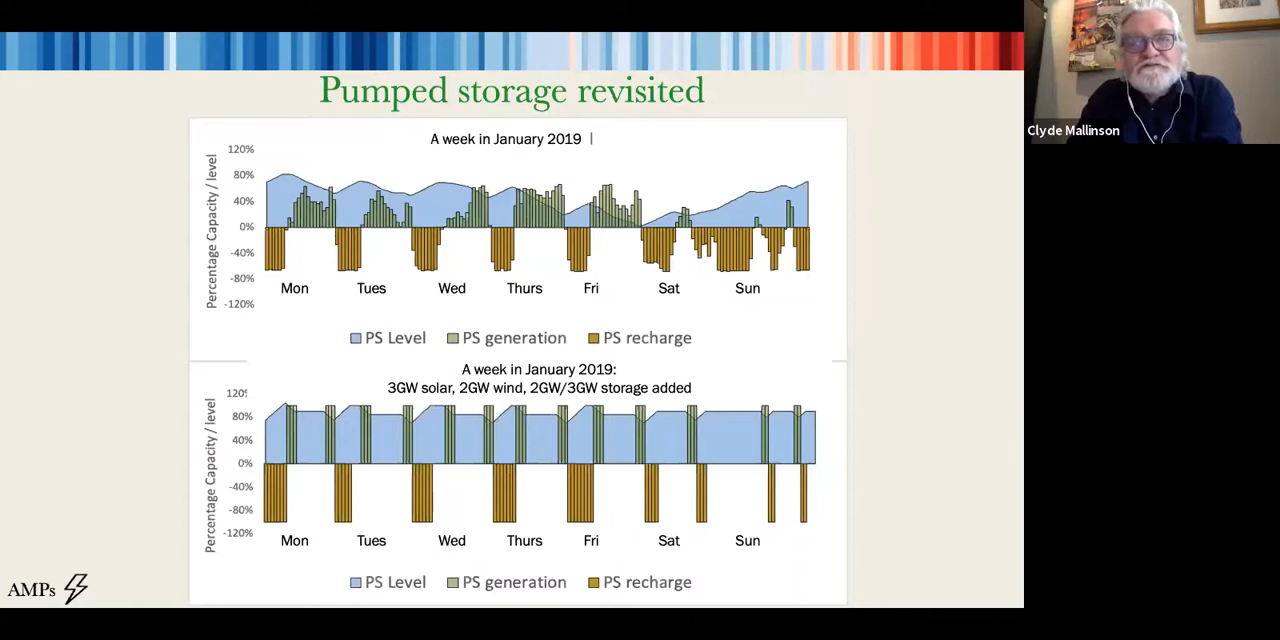 Pumped storage revisited
A week in January 2019
120%
80%
40%
0%
-40%
-80%
-120%
Percentage Capacity / level
Mon Tues Wed Thurs Fri Sat Sun
PS Level PS generation PS recharge
A week in January 2019:
3GW solar, 2GW wind, 2GW/3GW storage added
120%
80%
40%
0%
-40%
-80%
-120%
Percentage Capacity / level
Mon Tues Wed Thurs Fri Sat Sun
PS Level PS generation PS recharge
AMPs
Clyde Mallinson